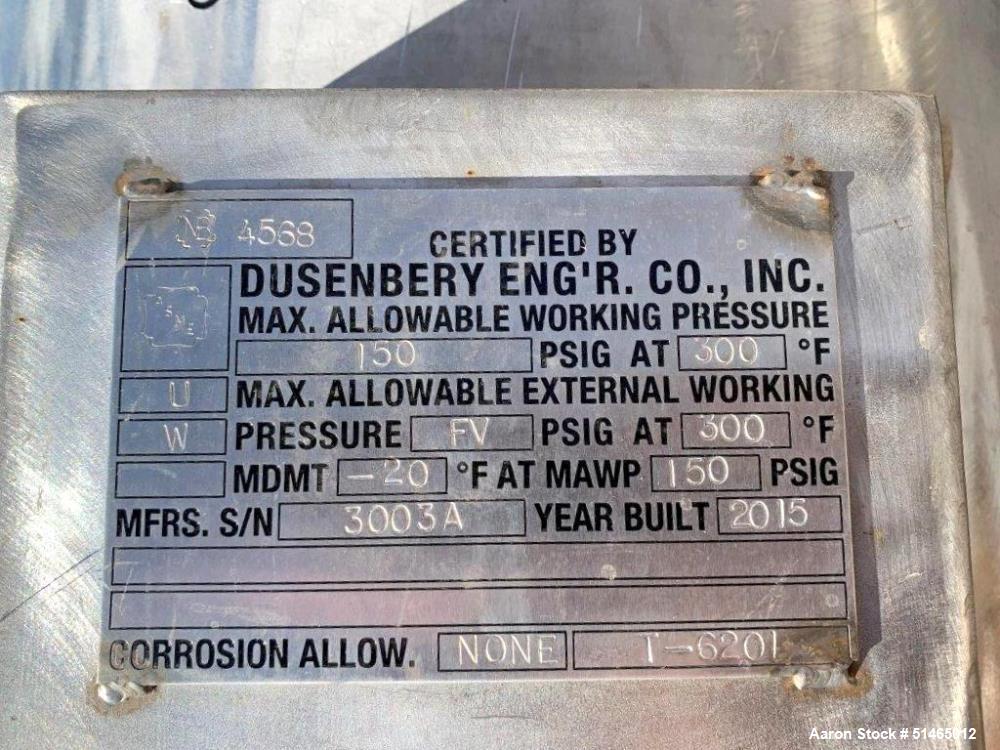 NB 4568
CERTIFIED BY
DUSENBERY ENG'R. CO., INC.
ASME
MAX. ALLOWABLE WORKING PRESSURE
150 PSIG AT 300 °F
U MAX. ALLOWABLE EXTERNAL WORKING
W PRESSURE FV PSIG AT 300 °F
MDMT -20 °F AT MAWP 150 PSIG
MFRS. S/N 3003A YEAR BUILT 2015
CORROSION ALLOW. NONE T-6201
Aaron Stock # 51465012